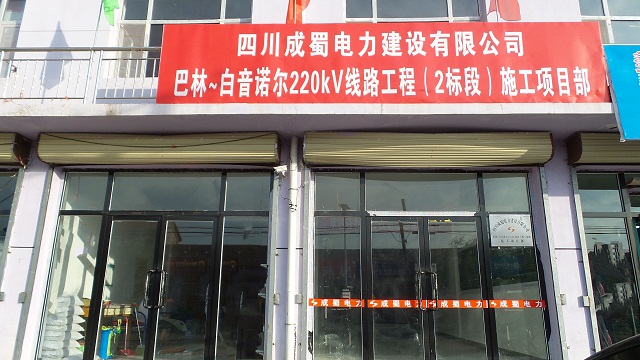 四川成蜀电力建设有限公司
巴林~白音诺尔220kV线路工程（2标段）施工项目部
成蜀电力 成蜀电力 成蜀电力 成蜀电力